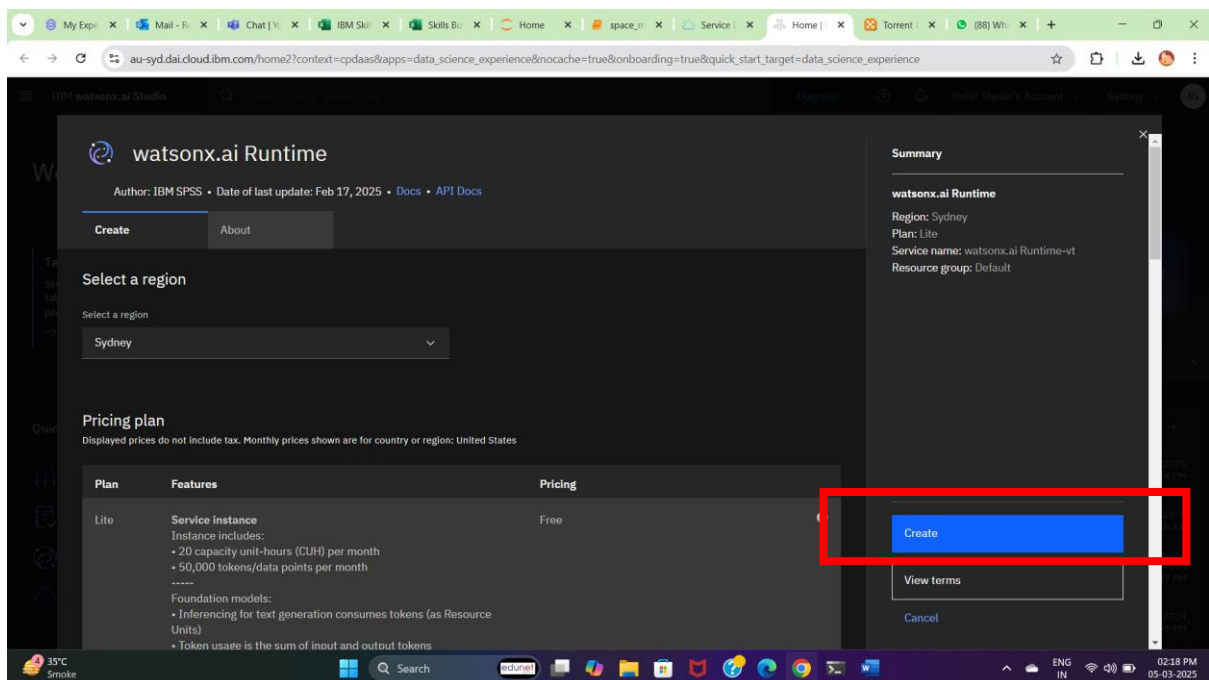 My Expe
Mail - Ro
Chat | Yo
IBM Skil
Skills Bu
Home
space_m
Service
Home |
Torrent
(88) Wha
au-syd.dai.cloud.ibm.com/home2?context=cpdaas&apps=data_science_experience&nocache=true&onboarding=true&quick_start_target=data_science_experience
IBM watsonx.ai Studio
Upgrade
Rohit Shelar's Account
Sydney
RS
watsonx.ai Runtime
Author: IBM SPSS • Date of last update: Feb 17, 2025 • Docs • API Docs
Create
About
Select a region
Select a region
Sydney
Pricing plan
Displayed prices do not include tax. Monthly prices shown are for country or region: United States
Plan Features Pricing
Lite Service instance Free
Instance includes:
• 20 capacity unit-hours (CUH) per month
• 50,000 tokens/data points per month
-----
Foundation models:
• Inferencing for text generation consumes tokens (as Resource
Units)
• Token usage is the sum of input and output tokens
Summary
watsonx.ai Runtime
Region: Sydney
Plan: Lite
Service name: watsonx.ai Runtime-vt
Resource group: Default
Create
View terms
Cancel
4
35°C
Smoke
Search
edunet
ENG
IN
02:18 PM
05-03-2025